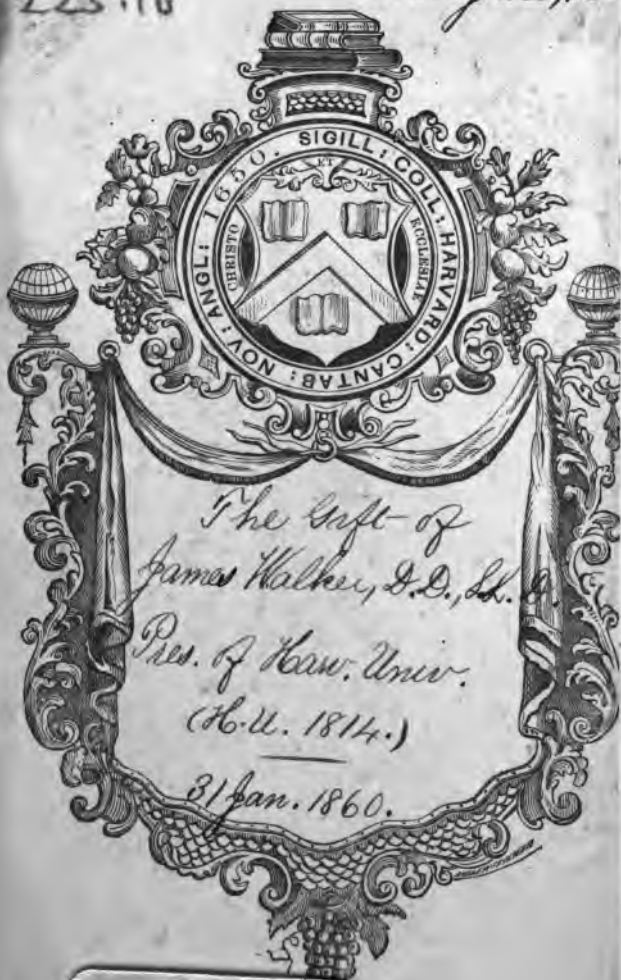 SIGILL: COLL: HARVARD: CANTAB: NOV: ANGL: 1650.
CHRISTO ET ECCLESIAE
The Gift of
James Walker, D.D., LL.D.
Pres. of Harv. Univ.
(H.U. 1814.)
31 Jan. 1860.